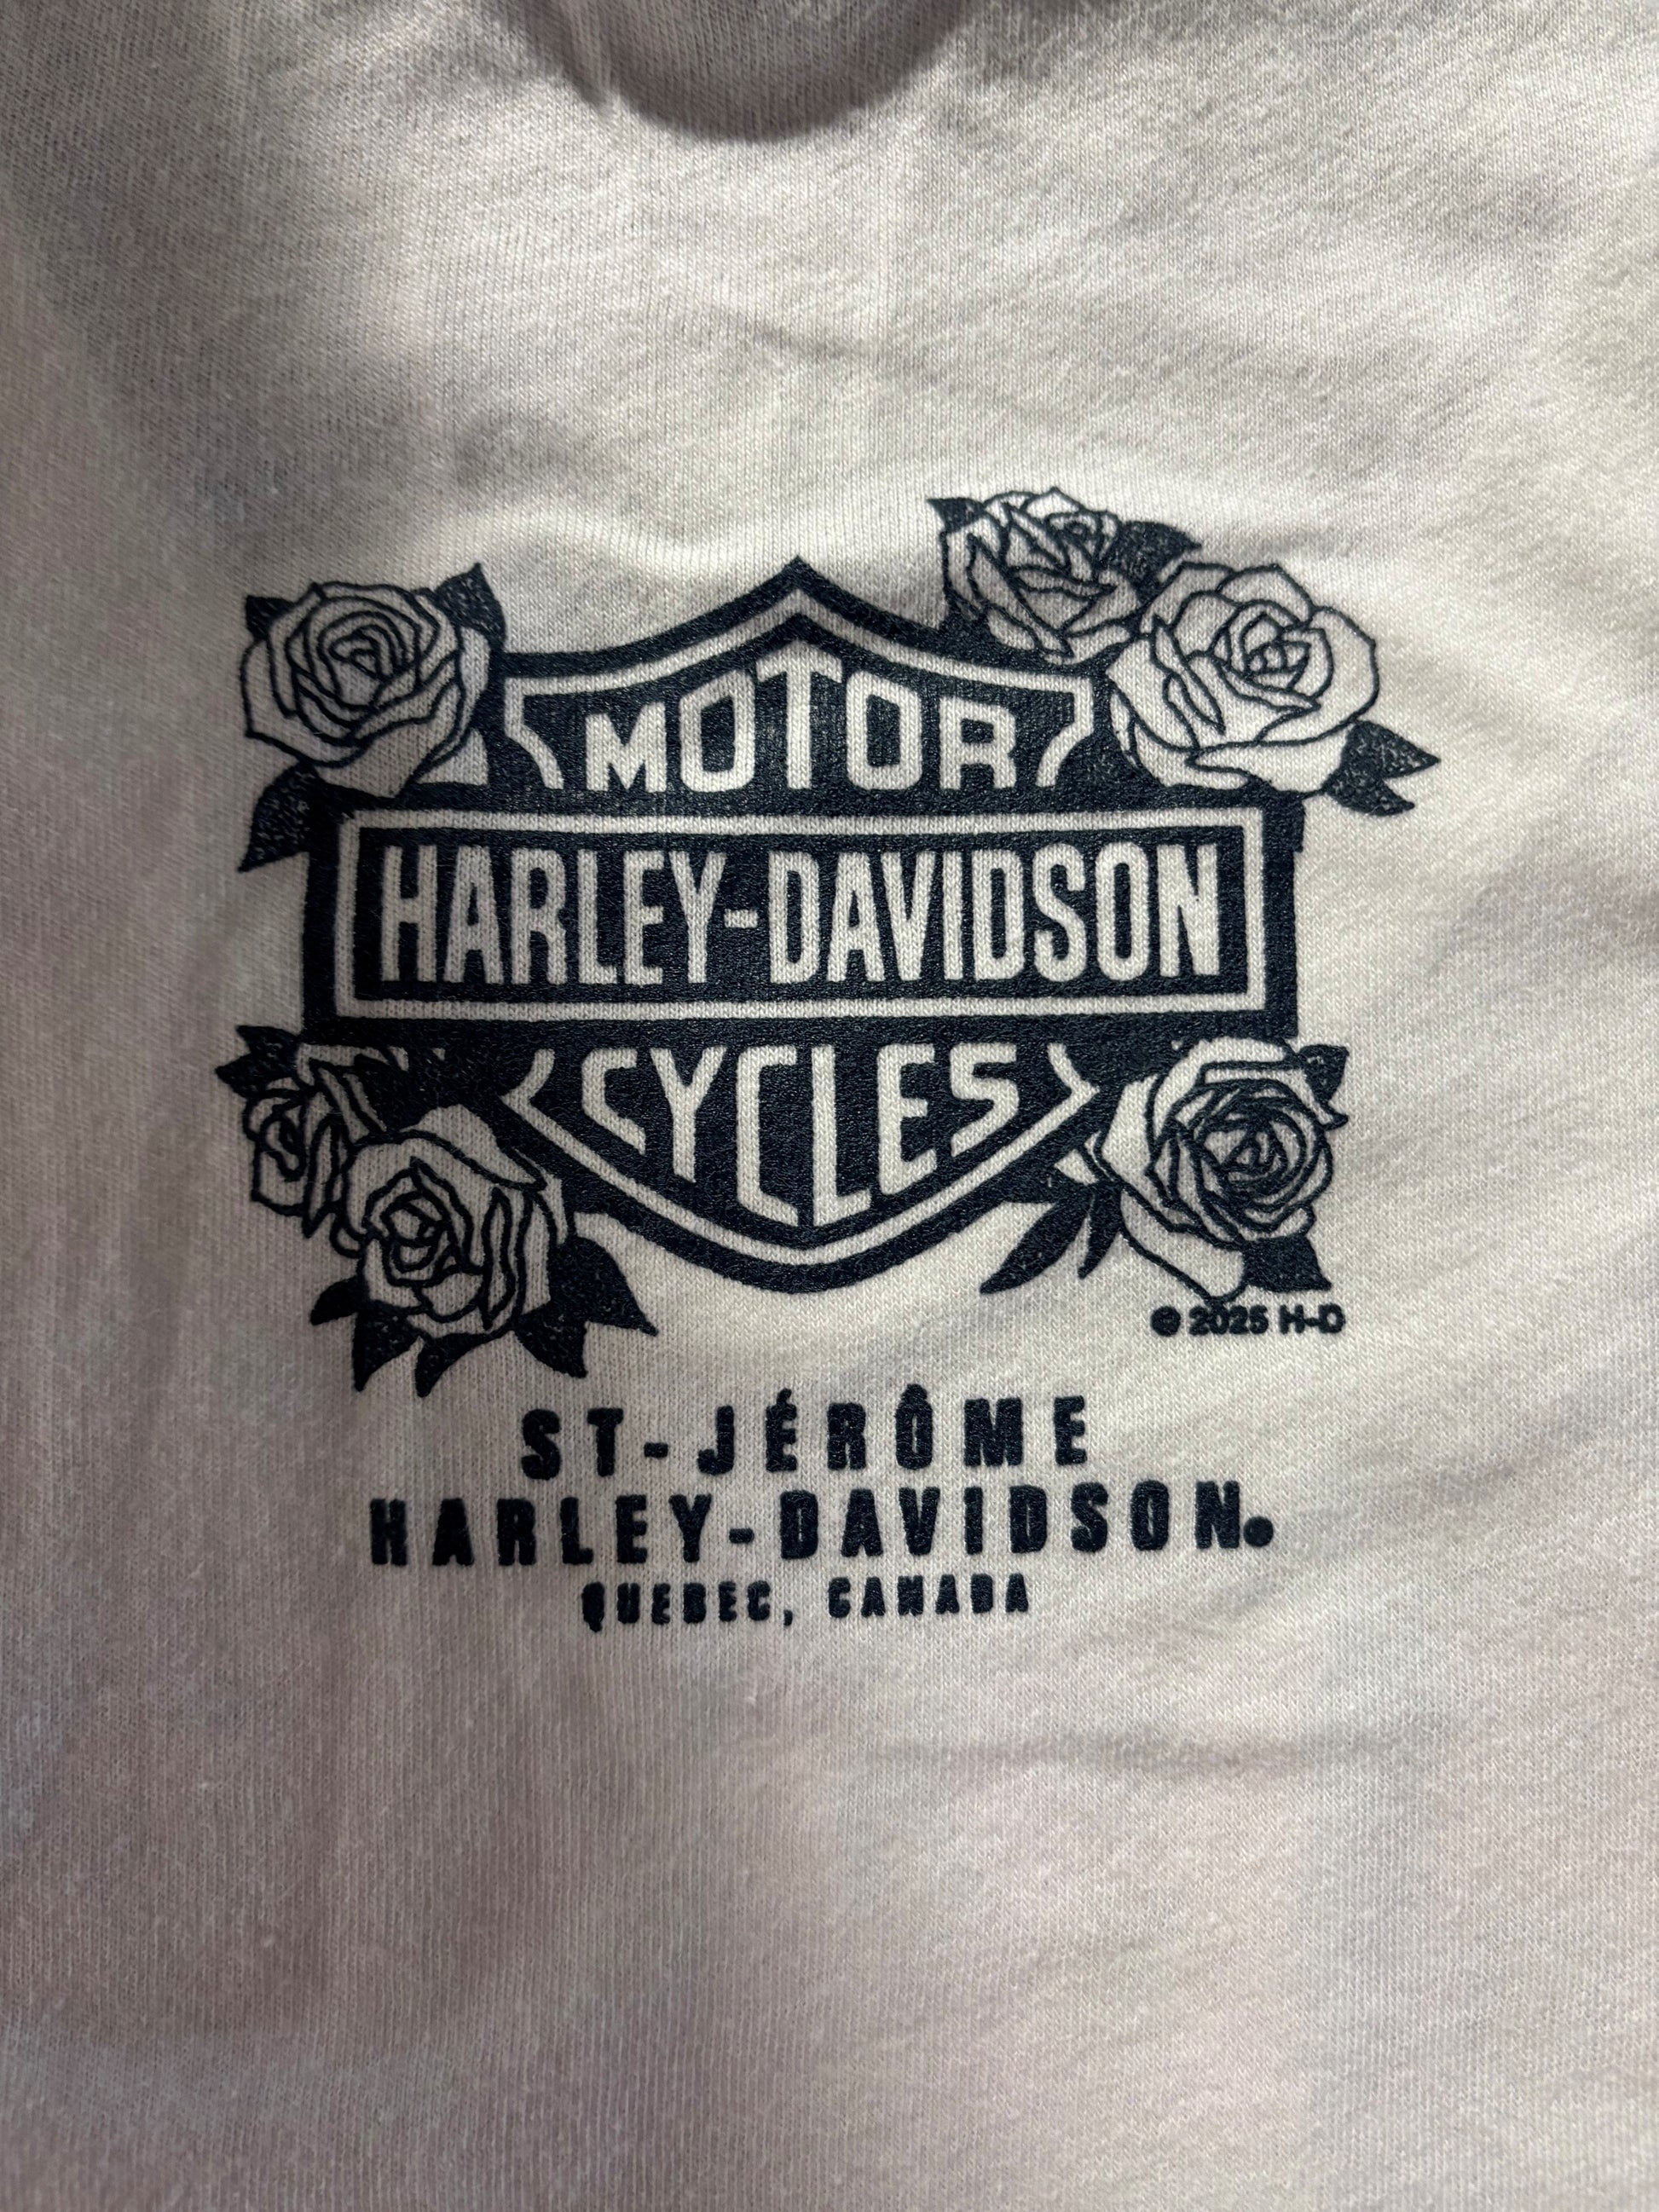 MOTOR
HARLEY-DAVIDSON
CYCLES
© 2025 H-D
ST-JÉRÔME
HARLEY-DAVIDSON®
QUEBEC, CANADA